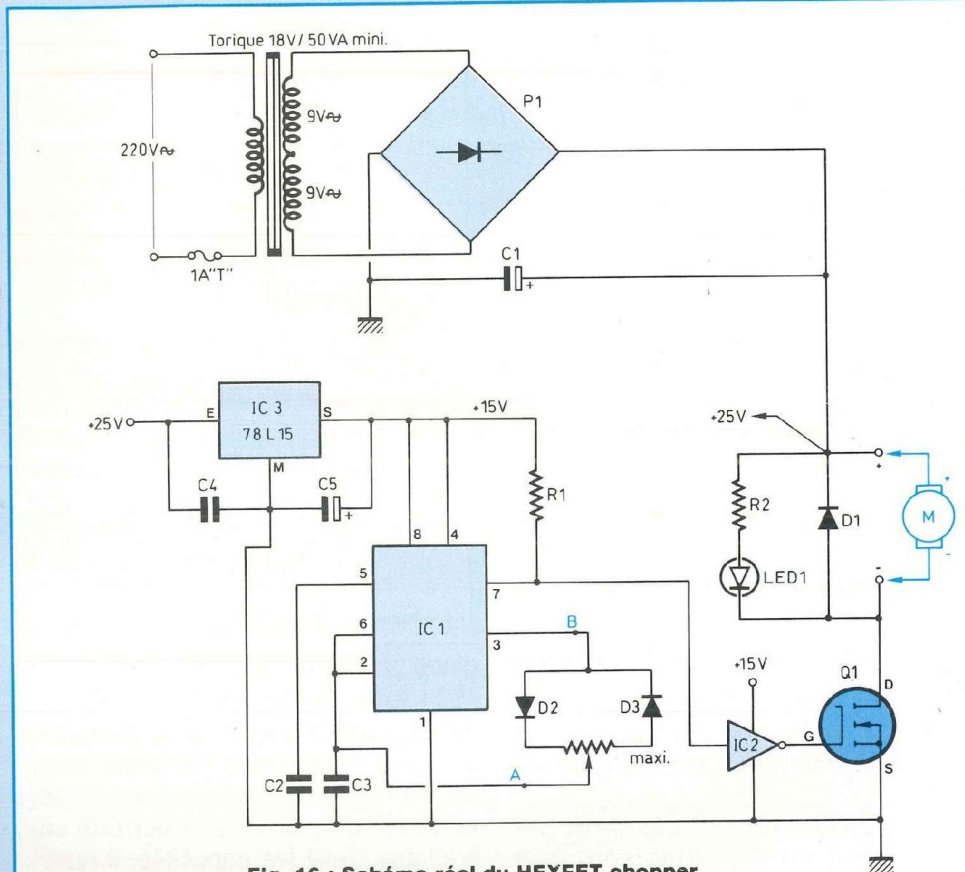 Torique 18V/50VA mini.
P1
220V~
9V~
9V~
1A"T"
C1
+
+25V
E
IC 3
78L15
S
M
+15V
+25V
C4
C5
+
R1
R2
D1
+
M
+
-
-
LED1
8
4
5
6
2
IC 1
7
3
1
B
D2
D3
maxi.
A
C2
C3
+15V
IC2
G
Q1
D
S
Fig. 16 : Schéma réel du HEXFET chopper